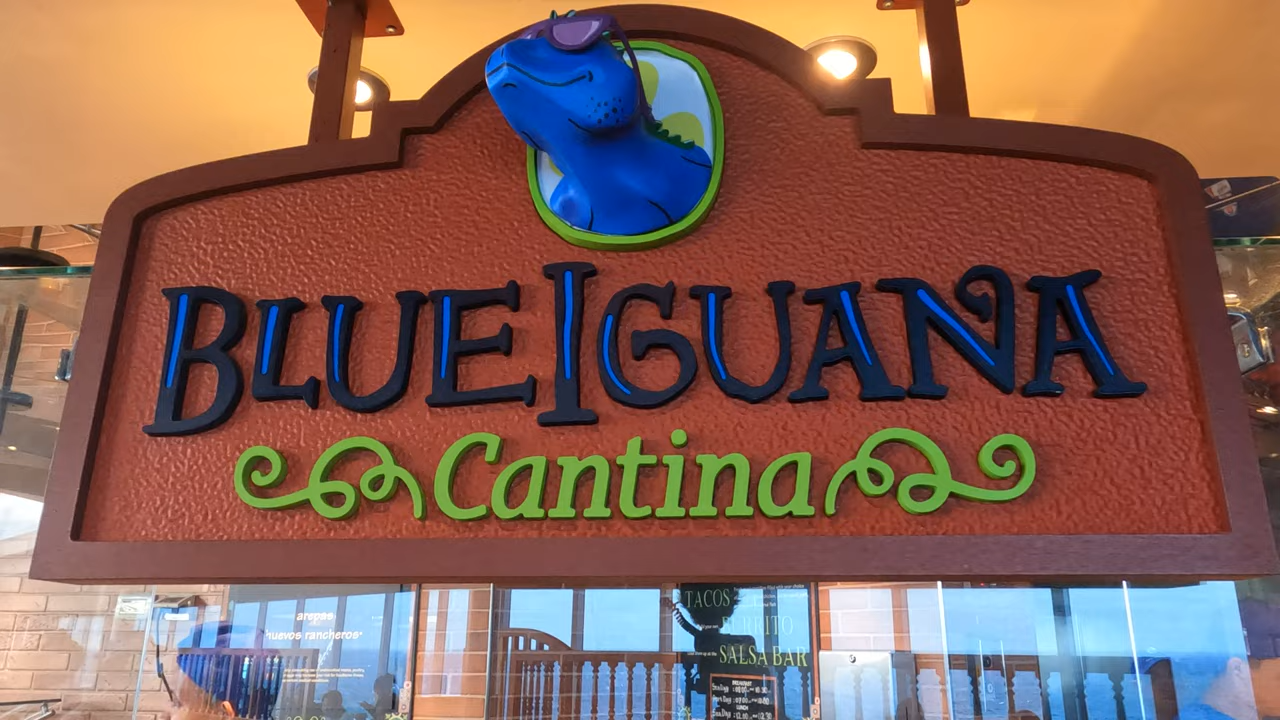 BLUE IGUANA
Cantina
arepas
huevos rancheros*
TACOS
BURRITO
SALSA BAR
BREAKFAST
LUNCH